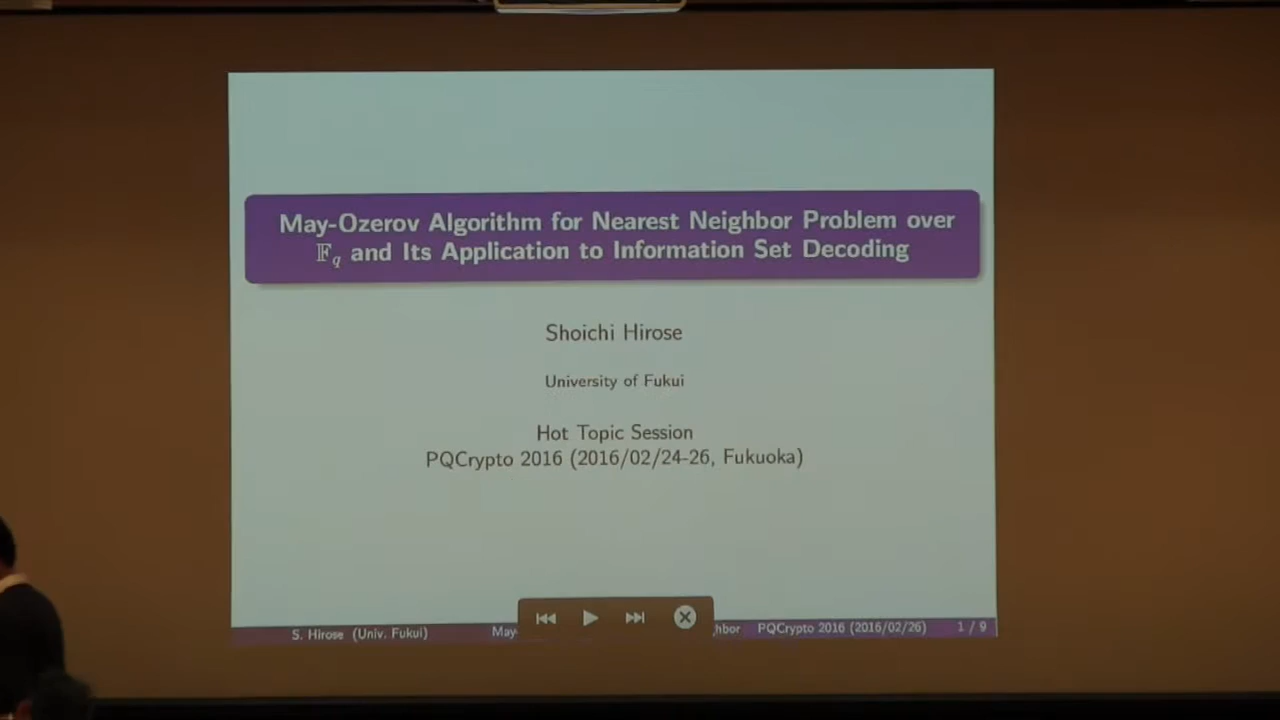 May-Ozerov Algorithm for Nearest Neighbor Problem over
𝔽q and Its Application to Information Set Decoding
Shoichi Hirose
University of Fukui
Hot Topic Session
PQCrypto 2016 (2016/02/24-26, Fukuoka)
S. Hirose (Univ. Fukui) May- hbor PQCrypto 2016 (2016/02/26) 1 / 9